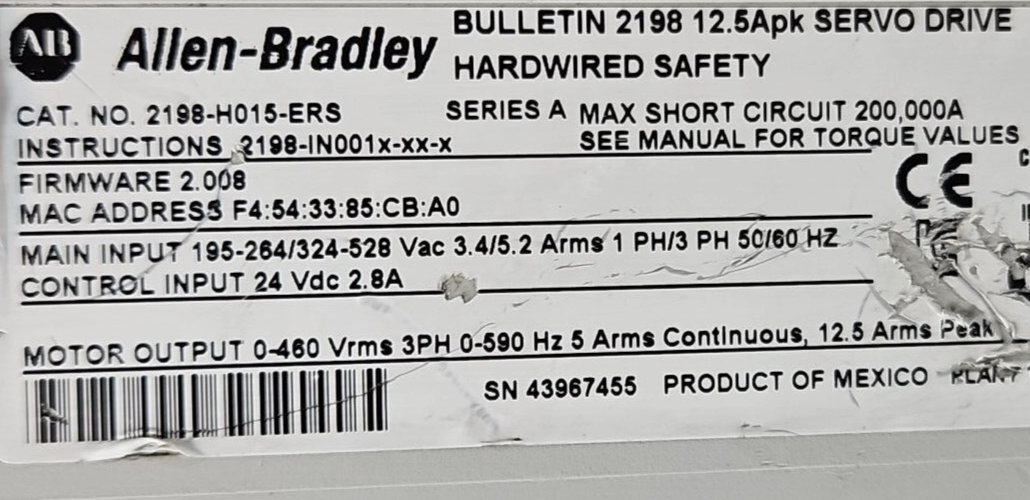 AB Allen-Bradley
BULLETIN 2198 12.5Apk SERVO DRIVE
HARDWIRED SAFETY
CAT. NO. 2198-H015-ERS SERIES A MAX SHORT CIRCUIT 200,000A
INSTRUCTIONS 2198-IN001x-xx-x SEE MANUAL FOR TORQUE VALUES
FIRMWARE 2.008
MAC ADDRESS F4:54:33:85:CB:A0
CE
MAIN INPUT 195-264/324-528 Vac 3.4/5.2 Arms 1 PH/3 PH 50/60 HZ
CONTROL INPUT 24 Vdc 2.8A
MOTOR OUTPUT 0-460 Vrms 3PH 0-590 Hz 5 Arms Continuous, 12.5 Arms Peak
SN 43967455 PRODUCT OF MEXICO PLANT